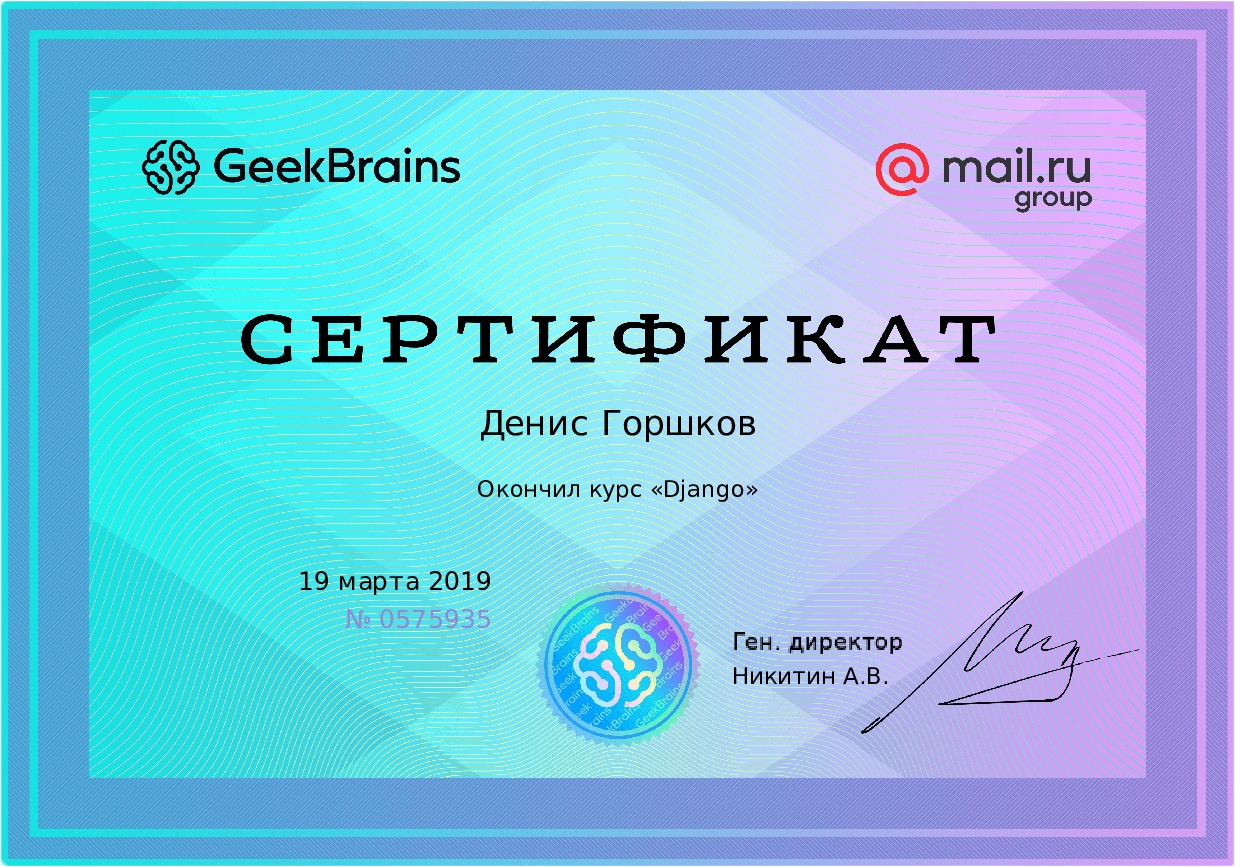 GeekBrains
@mail.ru
group
СЕРТИФИКАТ
Денис Горшков
Окончил курс «Django»
19 марта 2019
№ 0575935
Ген. директор
Никитин А.В.